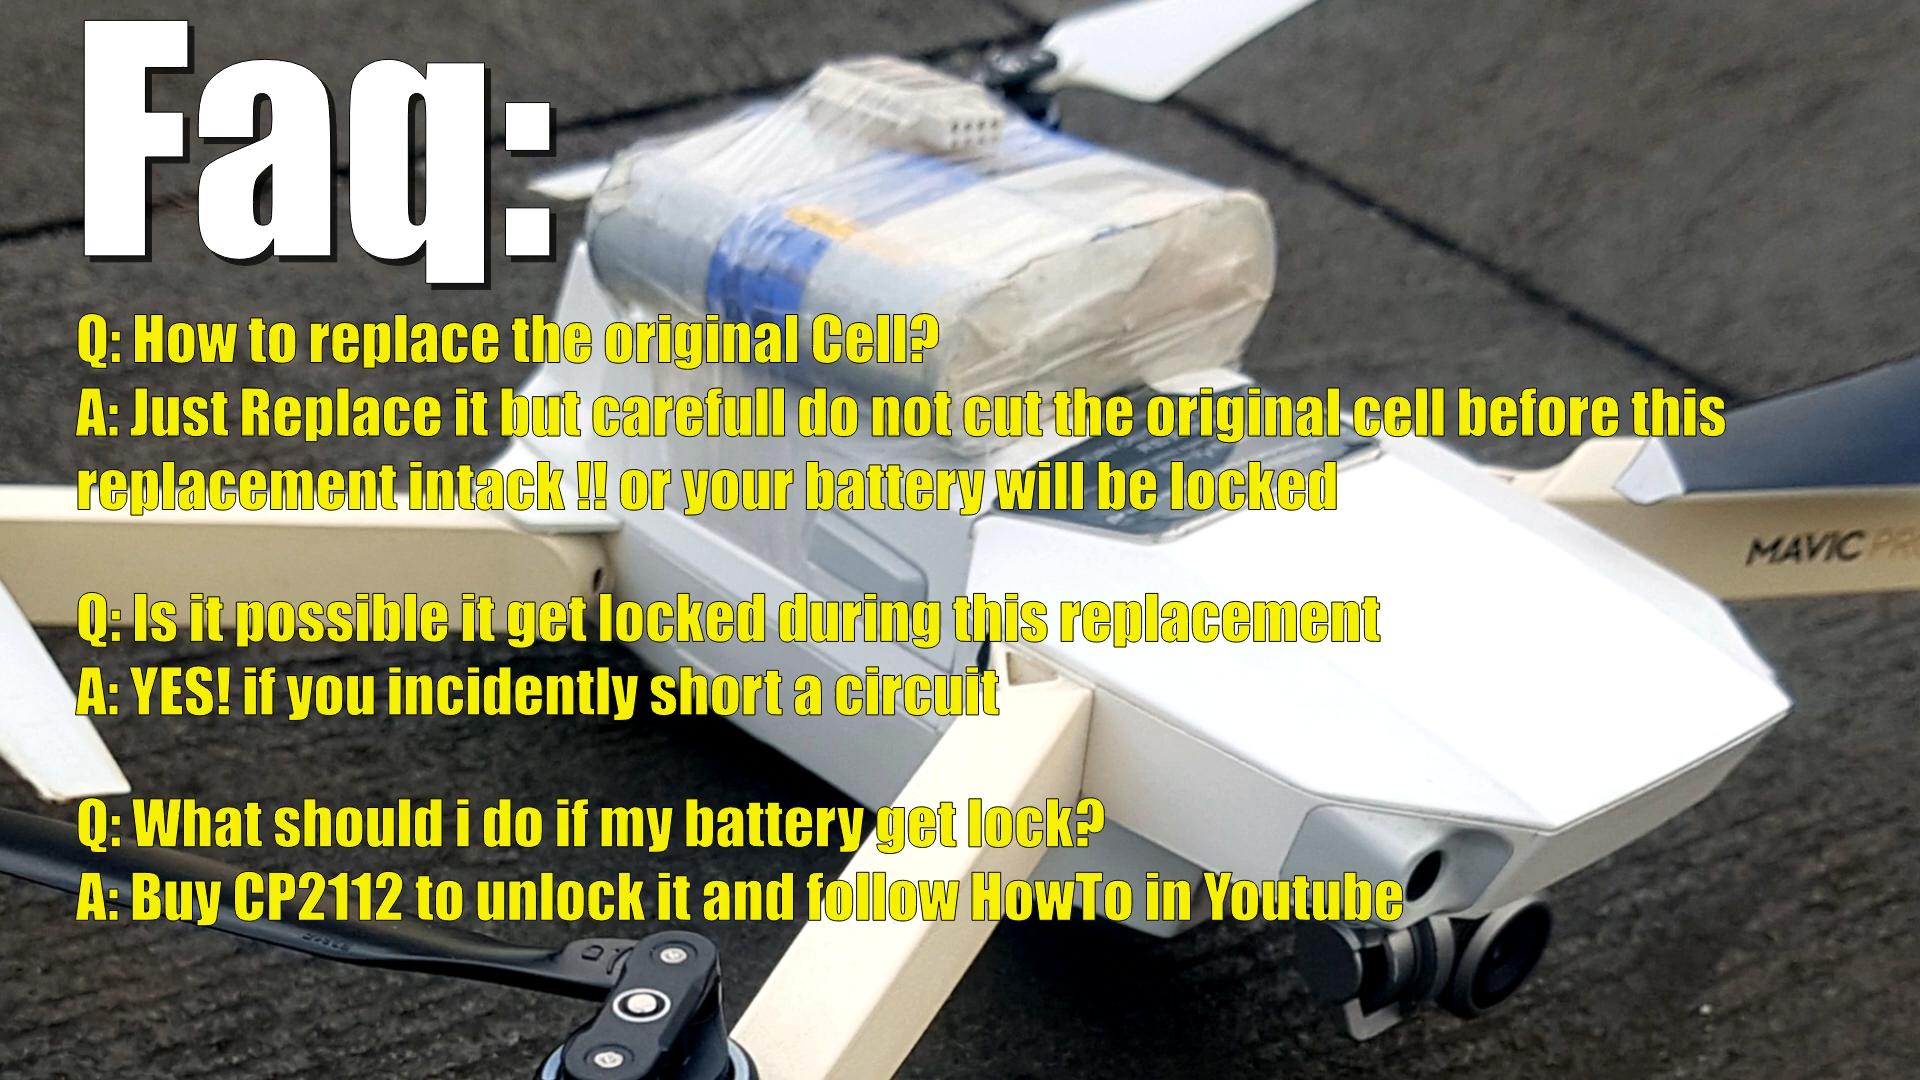 Faq:
Q: How to replace the original Cell?
A: Just Replace it but carefull do not cut the original cell before this
replacement intack !! or your battery will be locked
MAVIC PRO
Q: Is it possible it get locked during this replacement
A: YES! if you incidently short a circuit
Q: What should i do if my battery get lock?
A: Buy CP2112 to unlock it and follow HowTo in Youtube